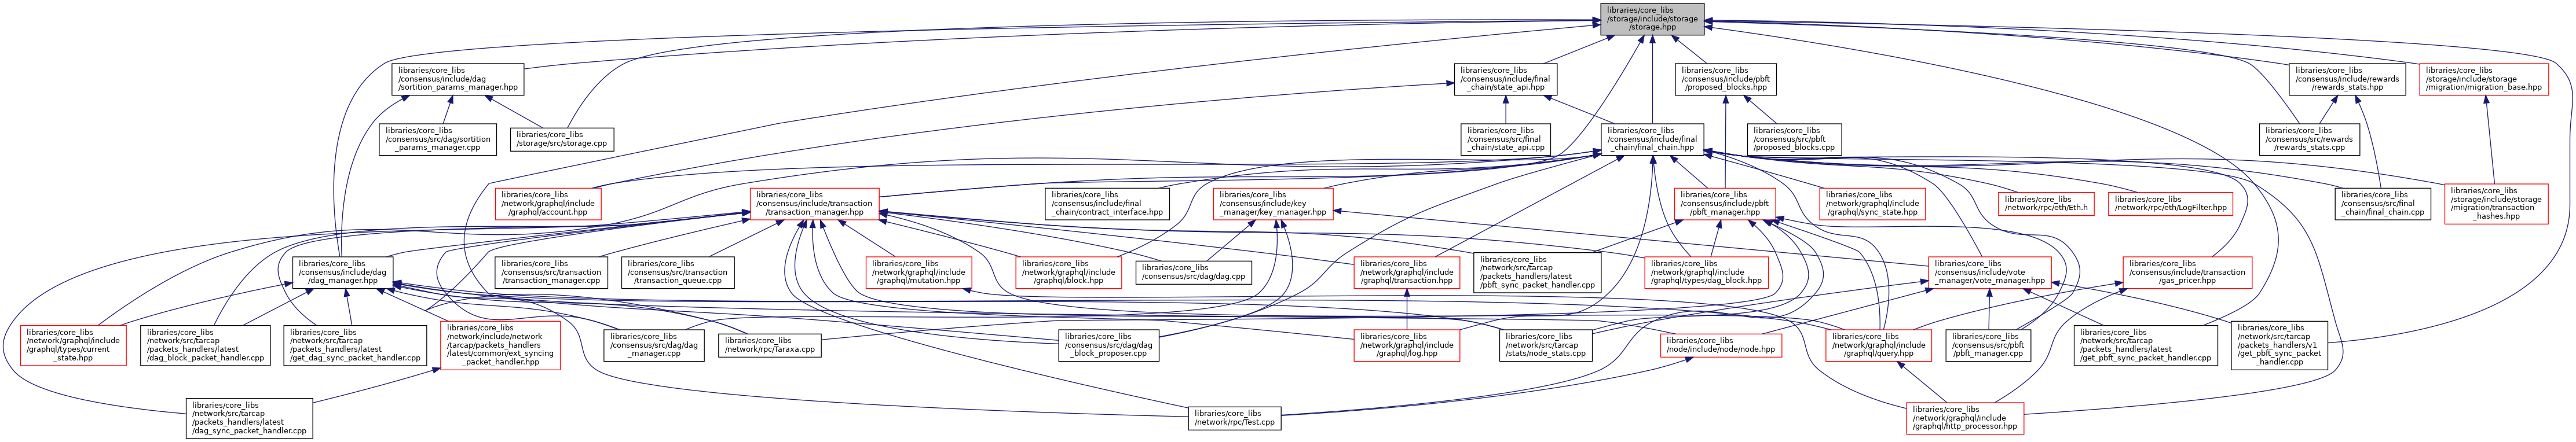 libraries/core_libs
/storage/include/storage
/storage.hpp
libraries/core_libs
/consensus/include/dag
/sortition_params_manager.hpp
libraries/core_libs
/consensus/include/final
_chain/state_api.hpp
libraries/core_libs
/consensus/include/pbft
/proposed_blocks.hpp
libraries/core_libs
/consensus/include/rewards
/rewards_stats.hpp
libraries/core_libs
/storage/include/storage
/migration/migration_base.hpp
libraries/core_libs
/consensus/src/dag/sortition
_params_manager.cpp
libraries/core_libs
/storage/src/storage.cpp
libraries/core_libs
/consensus/src/final
_chain/state_api.cpp
libraries/core_libs
/consensus/include/final
_chain/final_chain.hpp
libraries/core_libs
/consensus/src/pbft
/proposed_blocks.cpp
libraries/core_libs
/consensus/src/rewards
/rewards_stats.cpp
libraries/core_libs
/network/graphql/include
/graphql/account.hpp
libraries/core_libs
/consensus/include/transaction
/transaction_manager.hpp
libraries/core_libs
/consensus/include/final
_chain/contract_interface.hpp
libraries/core_libs
/consensus/include/key
_manager/key_manager.hpp
libraries/core_libs
/consensus/include/pbft
/pbft_manager.hpp
libraries/core_libs
/network/graphql/include
/graphql/sync_state.hpp
libraries/core_libs
/network/rpc/eth/Eth.h
libraries/core_libs
/network/rpc/eth/LogFilter.hpp
libraries/core_libs
/consensus/src/final
_chain/final_chain.cpp
libraries/core_libs
/storage/include/storage
/migration/transaction
_hashes.hpp
libraries/core_libs
/consensus/include/dag
/dag_manager.hpp
libraries/core_libs
/consensus/src/transaction
/transaction_manager.cpp
libraries/core_libs
/consensus/src/transaction
/transaction_queue.cpp
libraries/core_libs
/network/graphql/include
/graphql/mutation.hpp
libraries/core_libs
/network/graphql/include
/graphql/block.hpp
libraries/core_libs
/consensus/src/dag/dag.cpp
libraries/core_libs
/network/graphql/include
/graphql/transaction.hpp
libraries/core_libs
/network/src/tarcap
/packets_handlers/latest
/pbft_sync_packet_handler.cpp
libraries/core_libs
/network/graphql/include
/graphql/types/dag_block.hpp
libraries/core_libs
/consensus/include/vote
_manager/vote_manager.hpp
libraries/core_libs
/consensus/include/transaction
/gas_pricer.hpp
libraries/core_libs
/network/graphql/include
/graphql/types/current
_state.hpp
libraries/core_libs
/network/src/tarcap
/packets_handlers/latest
/dag_block_packet_handler.cpp
libraries/core_libs
/network/src/tarcap
/packets_handlers/latest
/get_dag_sync_packet_handler.cpp
libraries/core_libs
/network/include/network
/tarcap/packets_handlers
/latest/common/ext_syncing
_packet_handler.hpp
libraries/core_libs
/consensus/src/dag/dag
_manager.cpp
libraries/core_libs
/network/rpc/Taraxa.cpp
libraries/core_libs
/consensus/src/dag/dag
_block_proposer.cpp
libraries/core_libs
/network/graphql/include
/graphql/log.hpp
libraries/core_libs
/network/src/tarcap
/stats/node_stats.cpp
libraries/core_libs
/node/include/node/node.hpp
libraries/core_libs
/network/graphql/include
/graphql/query.hpp
libraries/core_libs
/consensus/src/pbft
/pbft_manager.cpp
libraries/core_libs
/network/src/tarcap
/packets_handlers/latest
/get_pbft_sync_packet_handler.cpp
libraries/core_libs
/network/src/tarcap
/packets_handlers/v1
/get_pbft_sync_packet
_handler.cpp
libraries/core_libs
/network/src/tarcap
/packets_handlers/latest
/dag_sync_packet_handler.cpp
libraries/core_libs
/network/rpc/Test.cpp
libraries/core_libs
/network/graphql/include
/graphql/http_processor.hpp